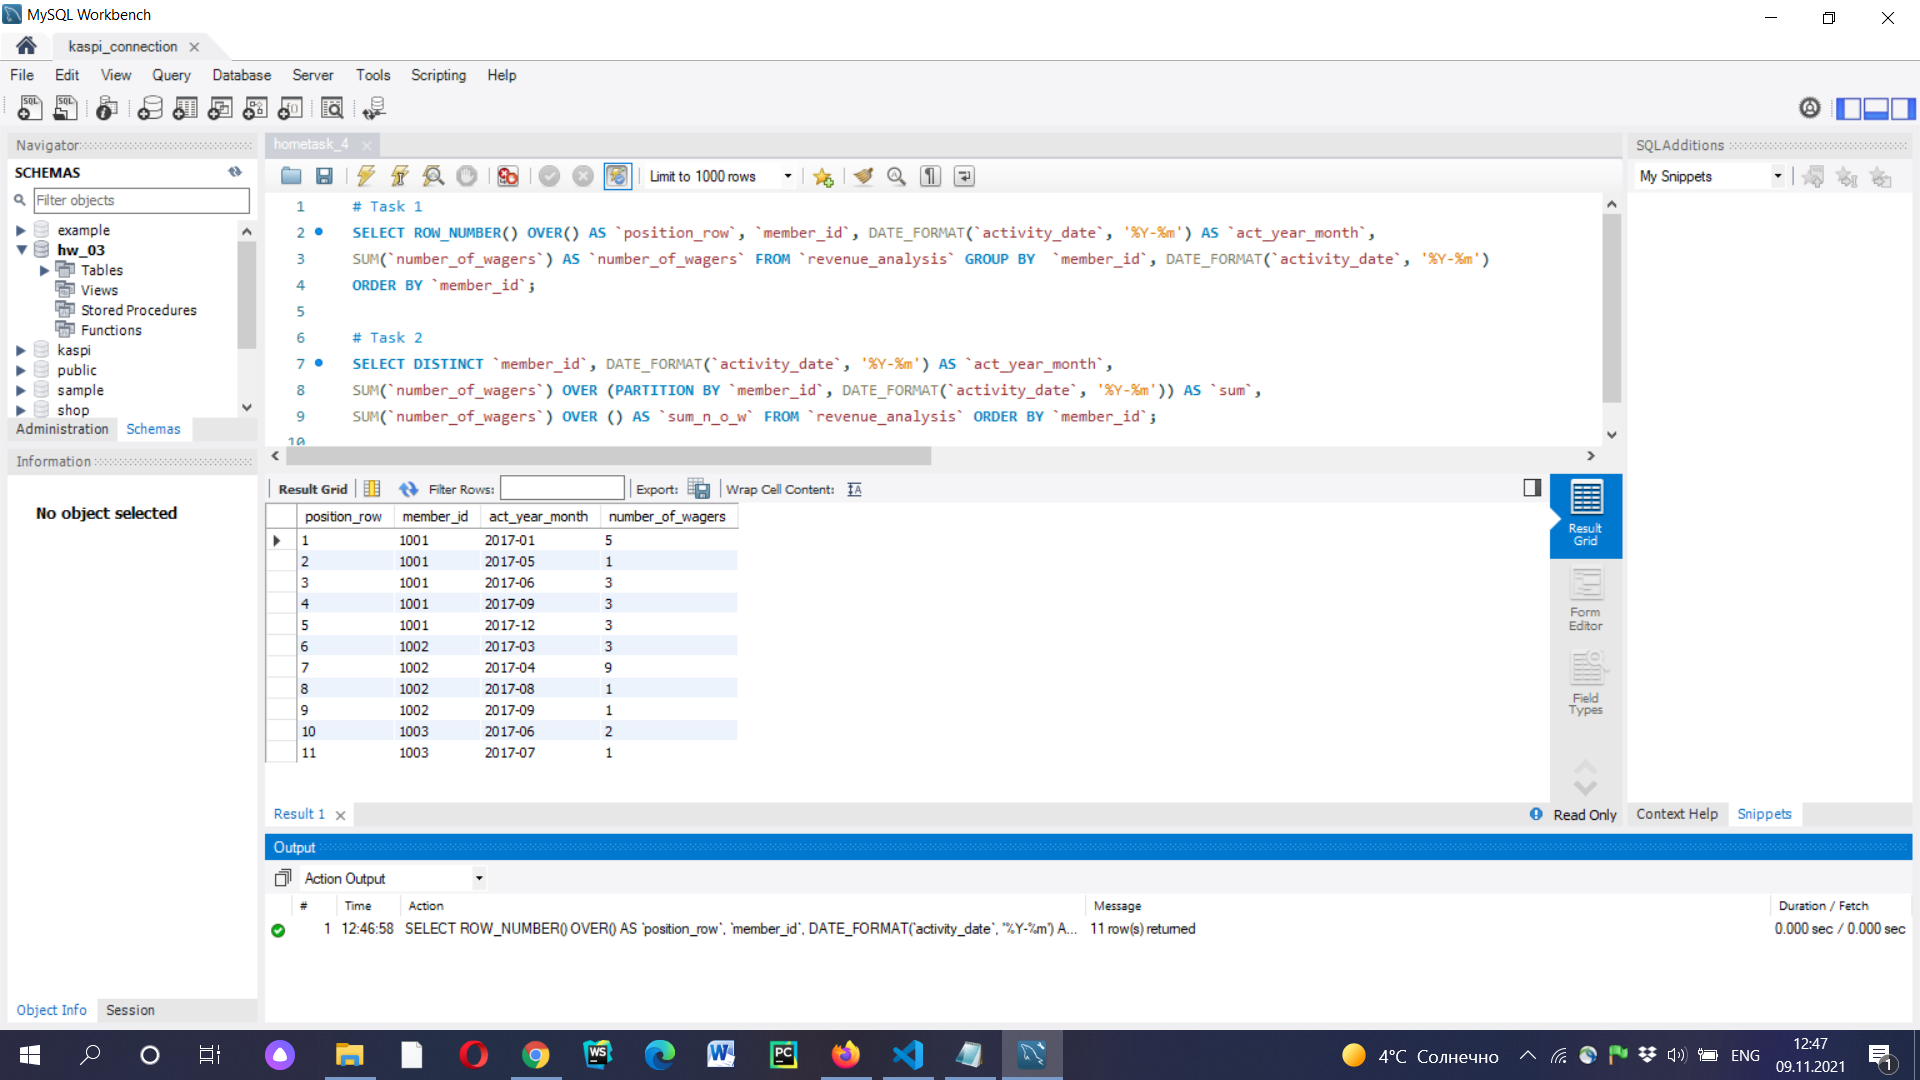 MySQL Workbench
kaspi_connection
File Edit View Query Database Server Tools Scripting Help
Navigator
SCHEMAS
Filter objects
example
hw_03
Tables
Views
Stored Procedures
Functions
kaspi
public
sample
shop
Administration Schemas
Information
No object selected
Object Info Session
hometask_4
Limit to 1000 rows
1 # Task 1
2 SELECT ROW_NUMBER() OVER() AS `position_row`, `member_id`, DATE_FORMAT(`activity_date`, '%Y-%m') AS `act_year_month`,
3 SUM(`number_of_wagers`) AS `number_of_wagers` FROM `revenue_analysis` GROUP BY `member_id`, DATE_FORMAT(`activity_date`, '%Y-%m')
4 ORDER BY `member_id`;
5
6 # Task 2
7 SELECT DISTINCT `member_id`, DATE_FORMAT(`activity_date`, '%Y-%m') AS `act_year_month`,
8 SUM(`number_of_wagers`) OVER (PARTITION BY `member_id`, DATE_FORMAT(`activity_date`, '%Y-%m')) AS `sum`,
9 SUM(`number_of_wagers`) OVER () AS `sum_n_o_w` FROM `revenue_analysis` ORDER BY `member_id`;
10
Result Grid Filter Rows: Export: Wrap Cell Content:
position_row member_id act_year_month number_of_wagers
1 1001 2017-01 5
2 1001 2017-05 1
3 1001 2017-06 3
4 1001 2017-09 3
5 1001 2017-12 3
6 1002 2017-03 3
7 1002 2017-04 9
8 1002 2017-08 1
9 1002 2017-09 1
10 1003 2017-06 2
11 1003 2017-07 1
Result Grid
Form Editor
Field Types
Result 1
Read Only
SQLAdditions
My Snippets
Context Help Snippets
Output
Action Output
# Time Action Message Duration / Fetch
1 12:46:58 SELECT ROW_NUMBER() OVER() AS `position_row`, `member_id`, DATE_FORMAT(`activity_date`, '%Y-%m') A... 11 row(s) returned 0.000 sec / 0.000 sec
4°C Солнечно
ENG
12:47
09.11.2021
1